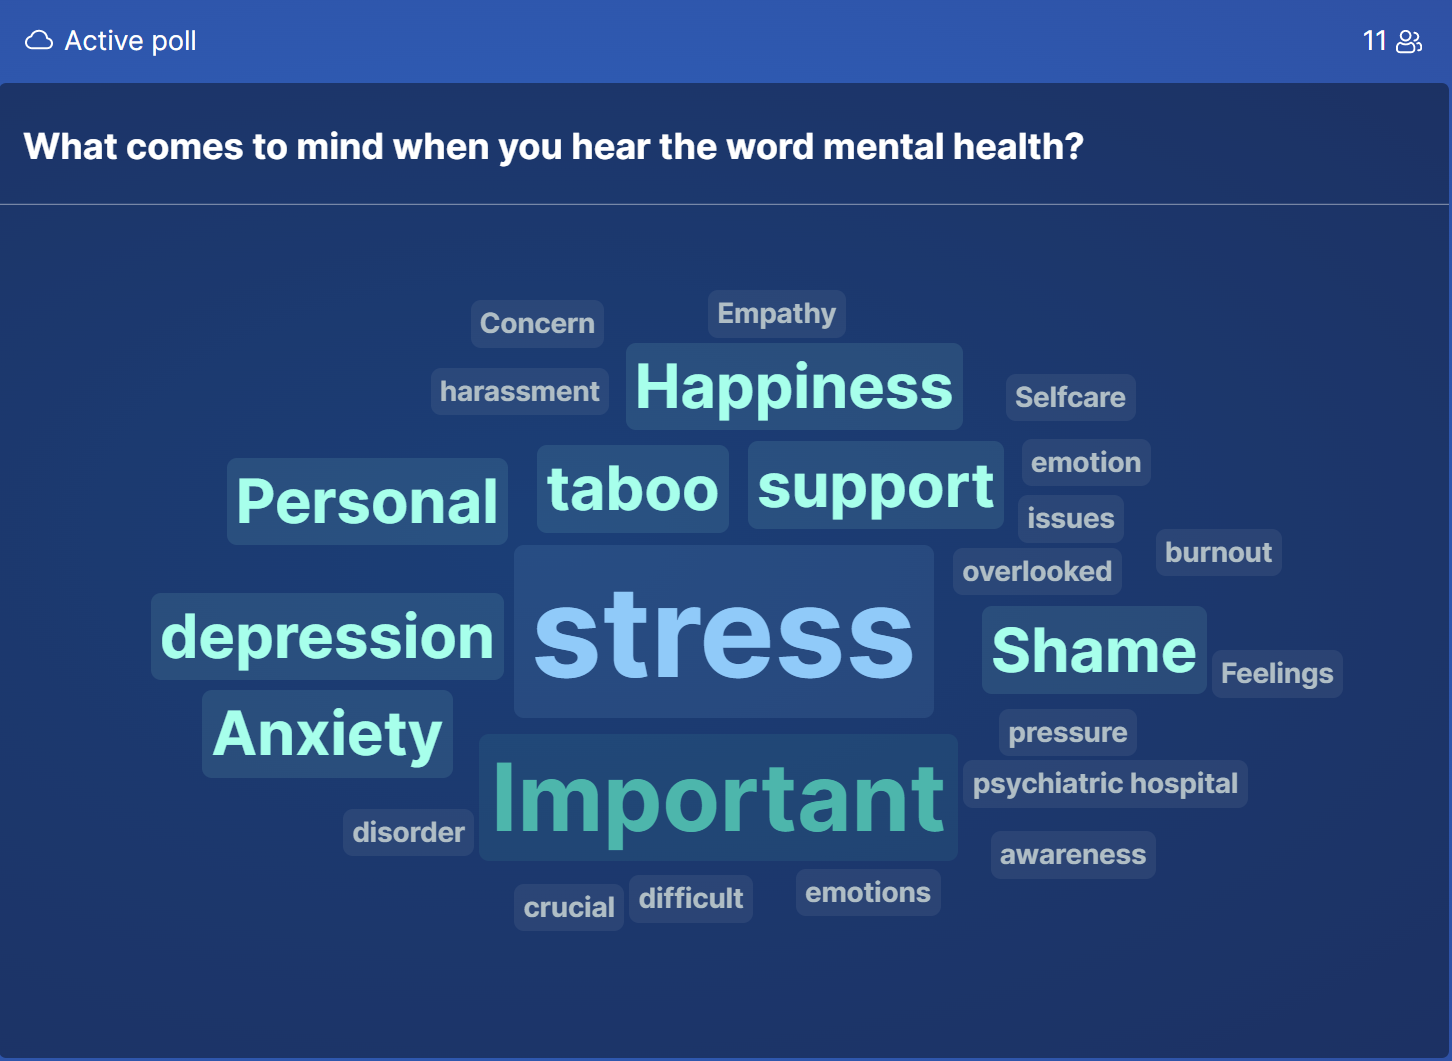 Active poll
11
What comes to mind when you hear the word mental health?
Concern
Empathy
harassment
Happiness
Selfcare
Personal
taboo
support
emotion
issues
burnout
overlooked
depression
stress
Shame
Feelings
Anxiety
pressure
Important
psychiatric hospital
disorder
awareness
crucial
difficult
emotions